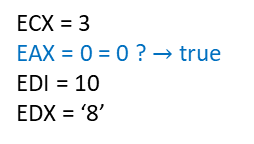 ECX = 3
EAX = 0 = 0 ? → true
EDI = 10
EDX = ‘8’